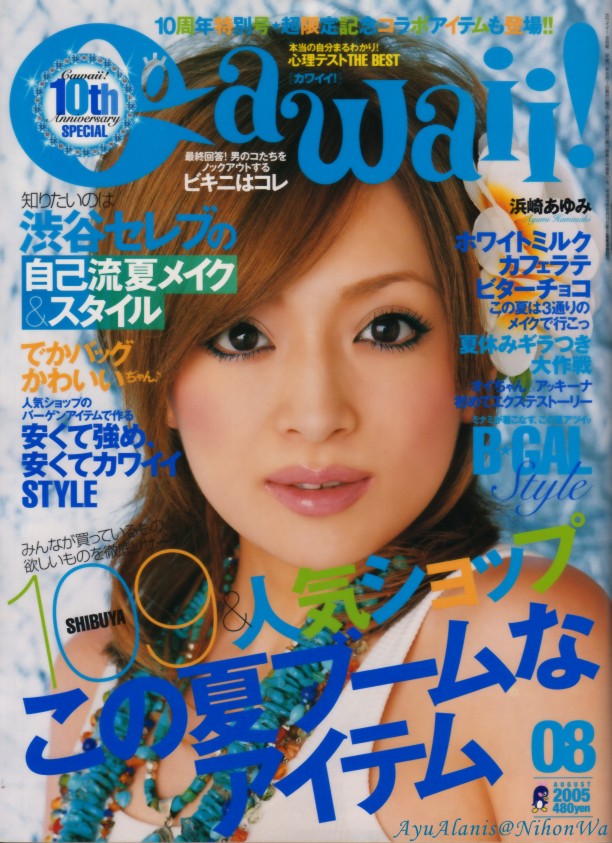 10周年特別号★超限定記念コラボアイテムも登場!!
本当の自分まるわかり!
心理テストTHE BEST
Cawaii!
[カワイイ!]
Cawaii!
10th
Anniversary
SPECIAL
最終回答! 男のコたちを
ノックアウトする
ビキニはコレ
知りたいのは
渋谷セレブの
自己流夏メイク
&スタイル
でかバッグ
かわいいちゃん♪
人気ショップの
バーゲンアイテムで作る
安くて強め、
安くてカワイイ
STYLE
浜崎あゆみ
Ayumi Hamasaki
ホワイトミルク
カフェラテ
ビターチョコ
この夏は3通りの
メイクで行こっ
夏休みギラつき
大作戦
B★GAL
Style
みんなが買っているもの
欲しいものを
109&人気ショップ
SHIBUYA
この夏ブームな
アイテム
08
AUGUST
2005
480yen
AyuAlanis@NihonWa